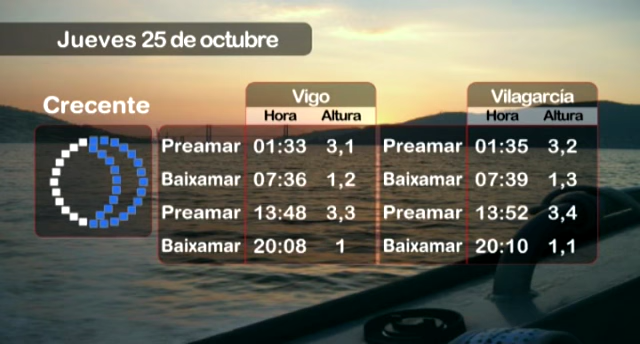 Jueves 25 de octubre
Crecente
Vigo
Hora Altura
Preamar 01:33 3,1
Baixamar 07:36 1,2
Preamar 13:48 3,3
Baixamar 20:08 1
Vilagarcía
Hora Altura
Preamar 01:35 3,2
Baixamar 07:39 1,3
Preamar 13:52 3,4
Baixamar 20:10 1,1